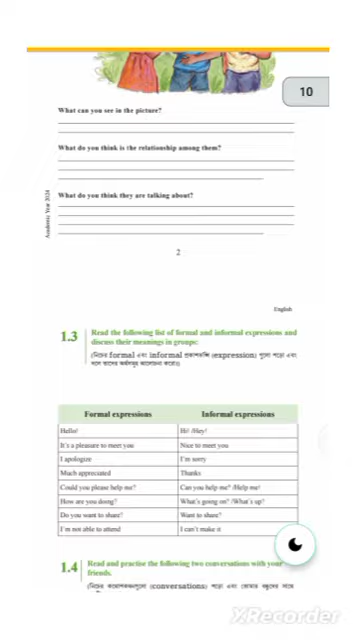 10
What can you see in the picture?
What do you think is the relationship among them?
What do you think they are talking about?
Academic Year 2024
2
English
1.3 Read the following list of formal and informal expressions and
discuss their meanings in groups:
(নিচের formal এবং informal প্রকাশভঙ্গি (expression) গুলো পড়ো এবং
দলে তাদের অর্থসমূহ আলোচনা করো।)
Formal expressions Informal expressions
Hello! Hi! /Hey!
It's a pleasure to meet you Nice to meet you
I apologize I'm sorry
Much appreciated Thanks
Could you please help me? Can you help me? /Help me!
How are you doing? What's going on? /What's up?
Do you want to share? Want to share?
I'm not able to attend I can't make it
1.4 Read and practise the following two conversations with your
friends.
(নিচের কথোপকথনগুলো (conversations) পড়ো এবং তোমার বন্ধুদের সাথে
XRecorder